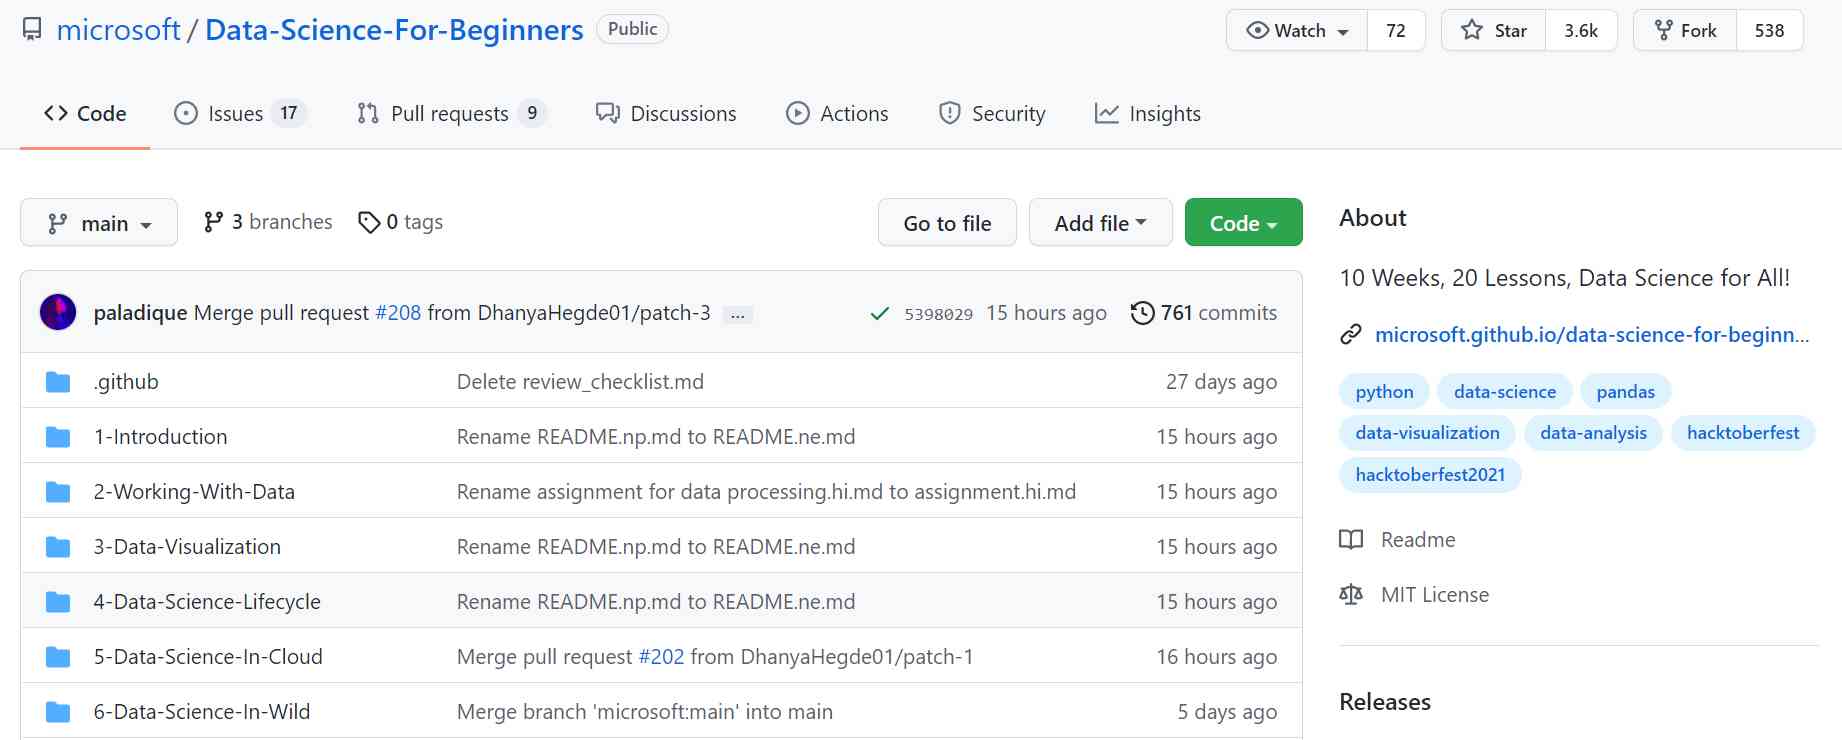 microsoft / Data-Science-For-Beginners Public Watch 72 Star 3.6k Fork 538
Code Issues 17 Pull requests 9 Discussions Actions Security Insights
main 3 branches 0 tags Go to file Add file Code
paladique Merge pull request #208 from DhanyaHegde01/patch-3 ... 5398029 15 hours ago 761 commits
.github Delete review_checklist.md 27 days ago
1-Introduction Rename README.np.md to README.ne.md 15 hours ago
2-Working-With-Data Rename assignment for data processing.hi.md to assignment.hi.md 15 hours ago
3-Data-Visualization Rename README.np.md to README.ne.md 15 hours ago
4-Data-Science-Lifecycle Rename README.np.md to README.ne.md 15 hours ago
5-Data-Science-In-Cloud Merge pull request #202 from DhanyaHegde01/patch-1 16 hours ago
6-Data-Science-In-Wild Merge branch 'microsoft:main' into main 5 days ago
About
10 Weeks, 20 Lessons, Data Science for All!
microsoft.github.io/data-science-for-beginn...
python data-science pandas
data-visualization data-analysis hacktoberfest
hacktoberfest2021
Readme
MIT License
Releases